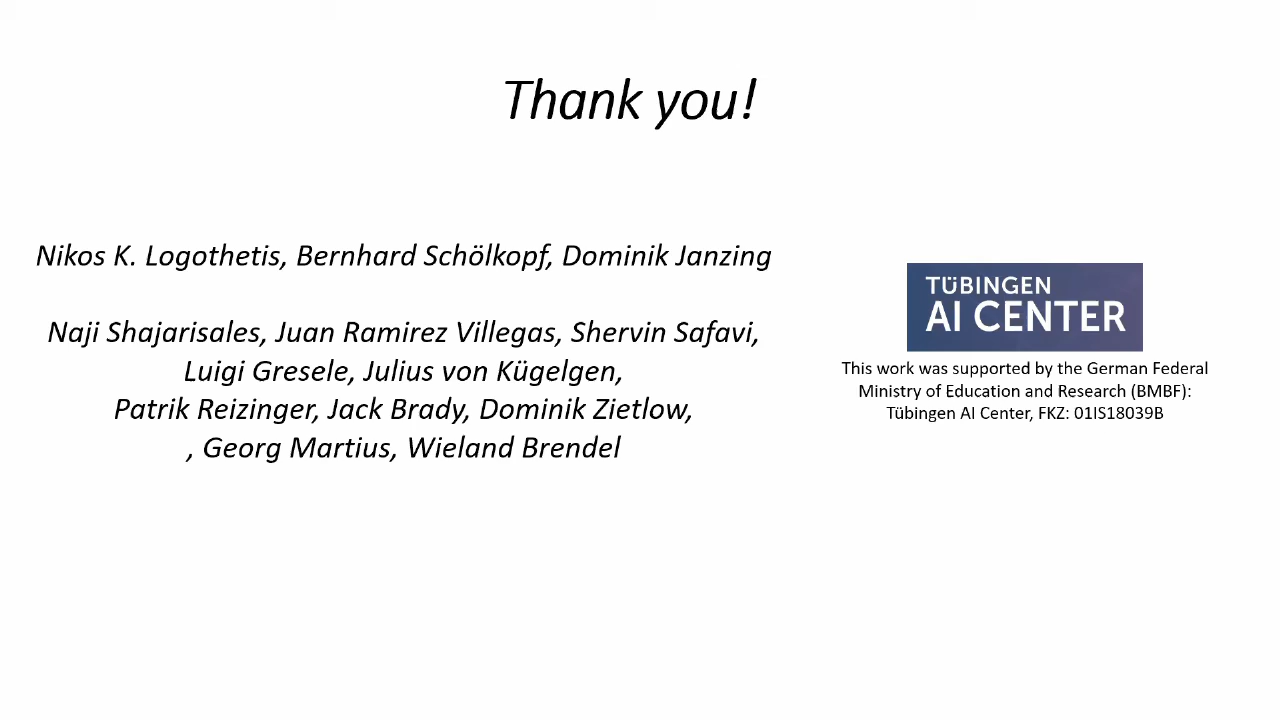 Thank you!
Nikos K. Logothetis, Bernhard Schölkopf, Dominik Janzing
Naji Shajarisales, Juan Ramirez Villegas, Shervin Safavi,
Luigi Gresele, Julius von Kügelgen,
Patrik Reizinger, Jack Brady, Dominik Zietlow,
, Georg Martius, Wieland Brendel
TÜBINGEN
AI CENTER
This work was supported by the German Federal
Ministry of Education and Research (BMBF):
Tübingen AI Center, FKZ: 01IS18039B